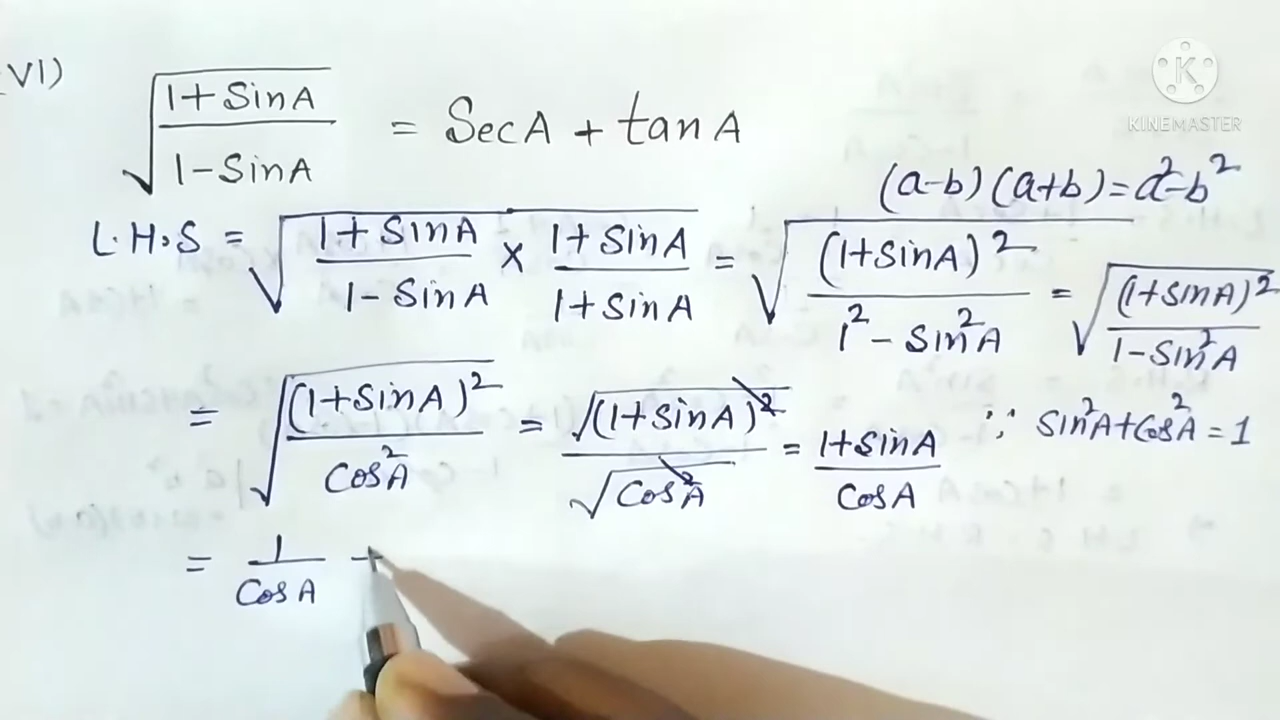 VI)
√((1+SinA)/(1-SinA)) = SecA + tanA
(a-b)(a+b)=a²-b²
L.H.S = √((1+SinA)/(1-SinA) × (1+SinA)/(1+SinA)) = √((1+SinA)²/(1²-Sin²A)) = √((1+SinA)²/(1-Sin²A))
= √((1+SinA)²/Cos²A) = √(1+SinA)²/√Cos²A = (1+SinA)/CosA ∵ Sin²A+Cos²A=1
= 1/CosA +
KINEMASTER